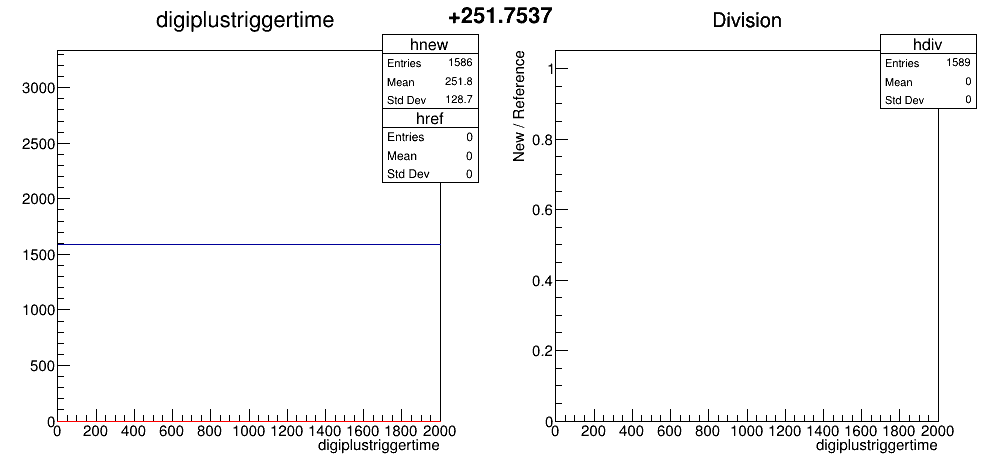 digiplustriggertime
+251.7537
Division
hnew
Entries 1586
Mean 251.8
Std Dev 128.7
href
Entries 0
Mean 0
Std Dev 0
3000
2500
2000
1500
1000
500
0
0 200 400 600 800 1000 1200 1400 1600 1800 2000
digiplustriggertime
hdiv
Entries 1589
Mean 0
Std Dev 0
New / Reference
1
0.8
0.6
0.4
0.2
0
0 200 400 600 800 1000 1200 1400 1600 1800 2000
digiplustriggertime